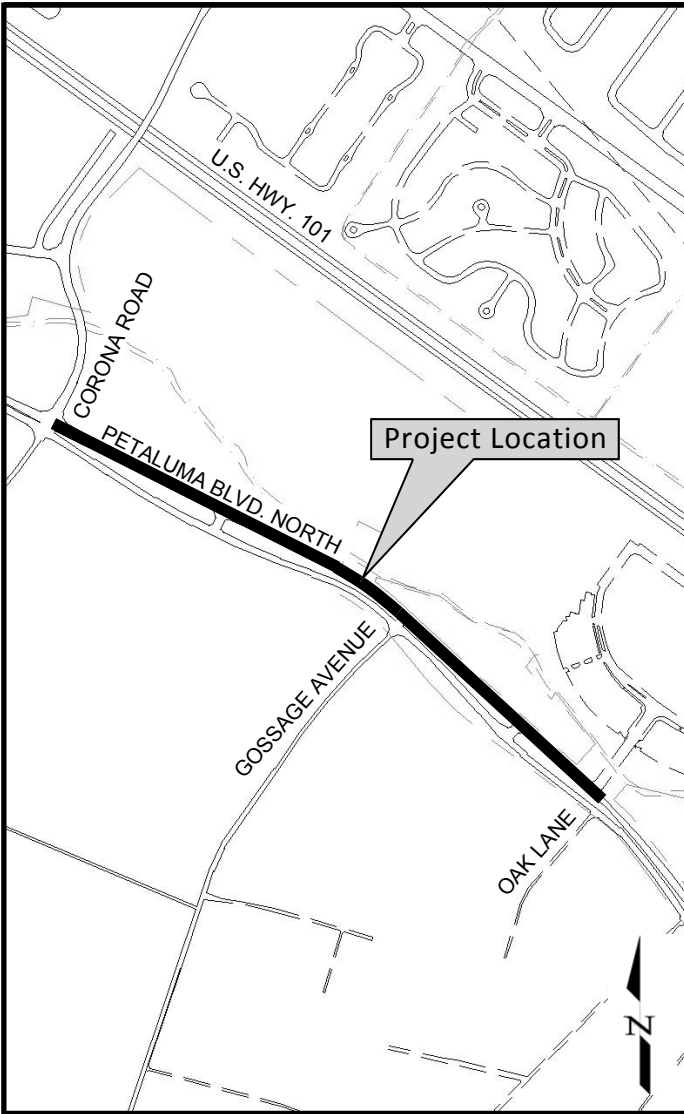 U.S. HWY. 101
CORONA ROAD
Project Location
PETALUMA BLVD. NORTH
GOSSAGE AVENUE
OAK LANE
N